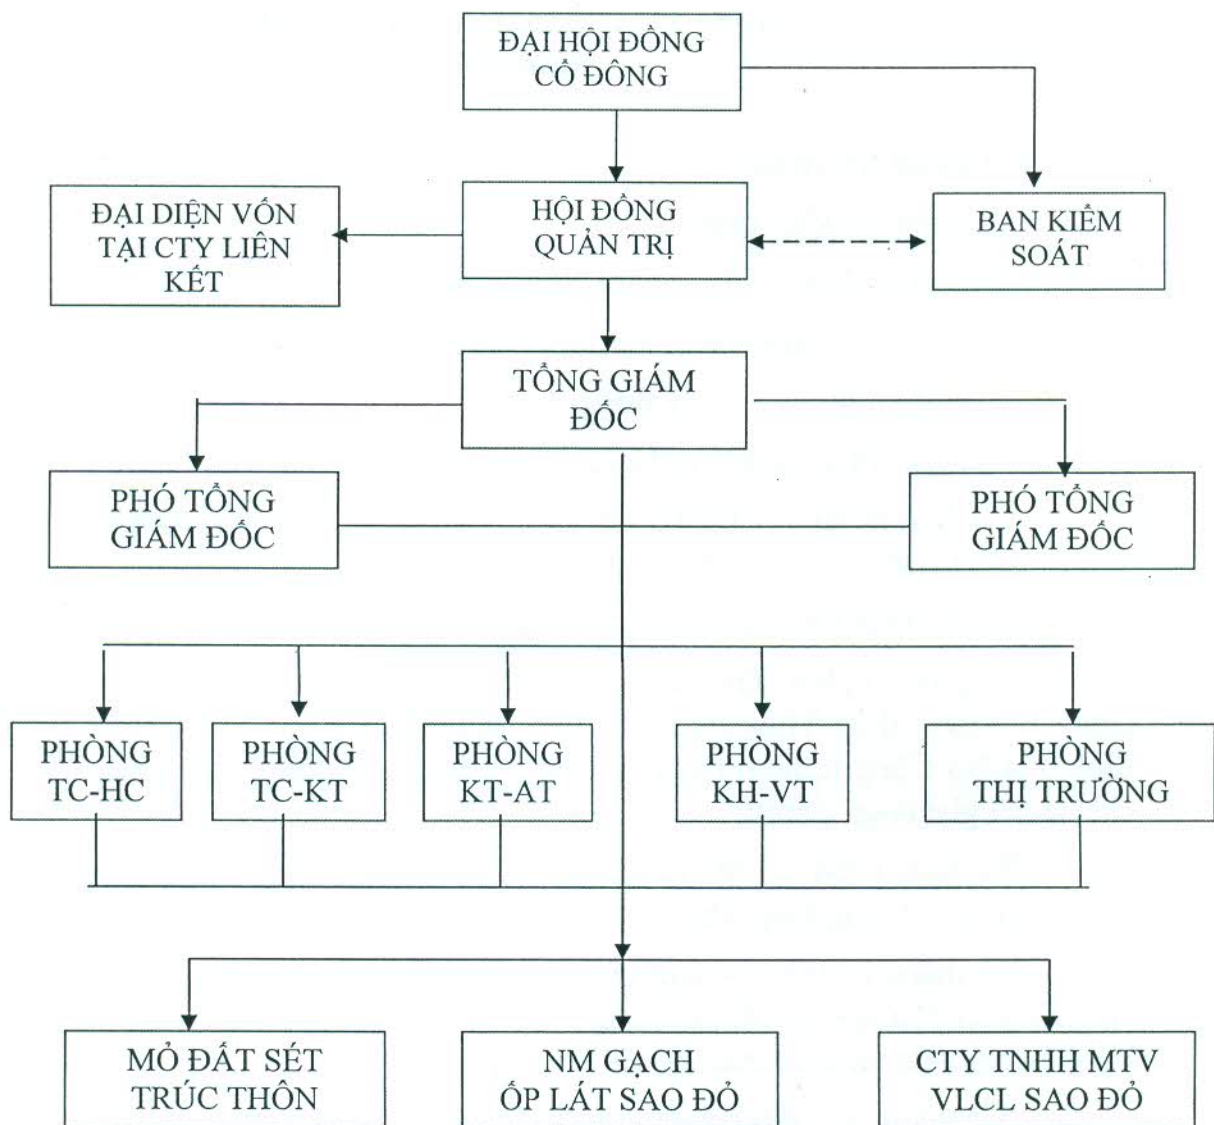 ĐẠI HỘI ĐỒNG
CỔ ĐÔNG
ĐẠI DIỆN VỐN
TẠI CTY LIÊN
KẾT
HỘI ĐỒNG
QUẢN TRỊ
BAN KIỂM
SOÁT
TỔNG GIÁM
ĐỐC
PHÓ TỔNG
GIÁM ĐỐC
PHÓ TỔNG
GIÁM ĐỐC
PHÒNG
TC-HC
PHÒNG
TC-KT
PHÒNG
KT-AT
PHÒNG
KH-VT
PHÒNG
THỊ TRƯỜNG
MỎ ĐẤT SÉT
TRÚC THÔN
NM GẠCH
ỐP LÁT SAO ĐỎ
CTY TNHH MTV
VLCL SAO ĐỎ